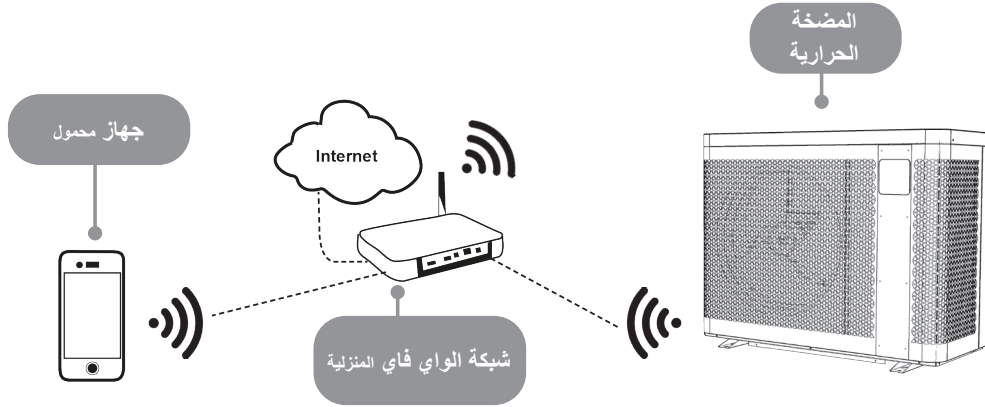 المضخة
الحرارية
جهاز محمول
Internet
شبكة الواي فاي المنزلية